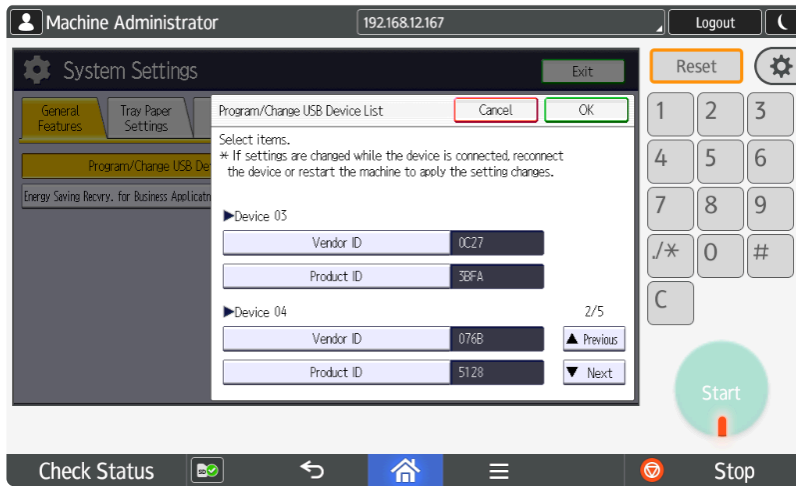 Machine Administrator
192.168.12.167
Logout
System Settings
Exit
Reset
General
Features
Tray Paper
Settings
Program/Change USB Device List
Cancel
OK
Select items.
* If settings are changed while the device is connected, reconnect
the device or restart the machine to apply the setting changes.
Program/Change USB De
Energy Saving Recvry. for Business Applicatn
►Device 03
Vendor ID
0C27
Product ID
3BFA
►Device 04
2/5
Vendor ID
076B
▲ Previous
Product ID
5128
▼ Next
1 2 3
4 5 6
7 8 9
./* 0 #
C
Start
Check Status
SD
Stop